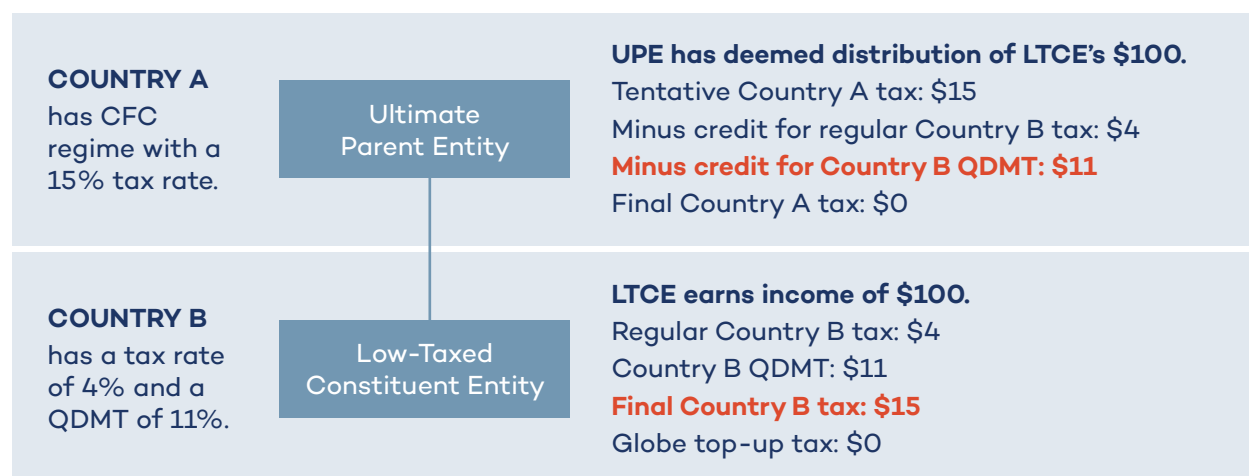 COUNTRY A
has CFC
regime with a
15% tax rate.
Ultimate
Parent Entity
UPE has deemed distribution of LTCE's $100.
Tentative Country A tax: $15
Minus credit for regular Country B tax: $4
Minus credit for Country B QDMT: $11
Final Country A tax: $0
COUNTRY B
has a tax rate
of 4% and a
QDMT of 11%.
Low-Taxed
Constituent Entity
LTCE earns income of $100.
Regular Country B tax: $4
Country B QDMT: $11
Final Country B tax: $15
Globe top-up tax: $0